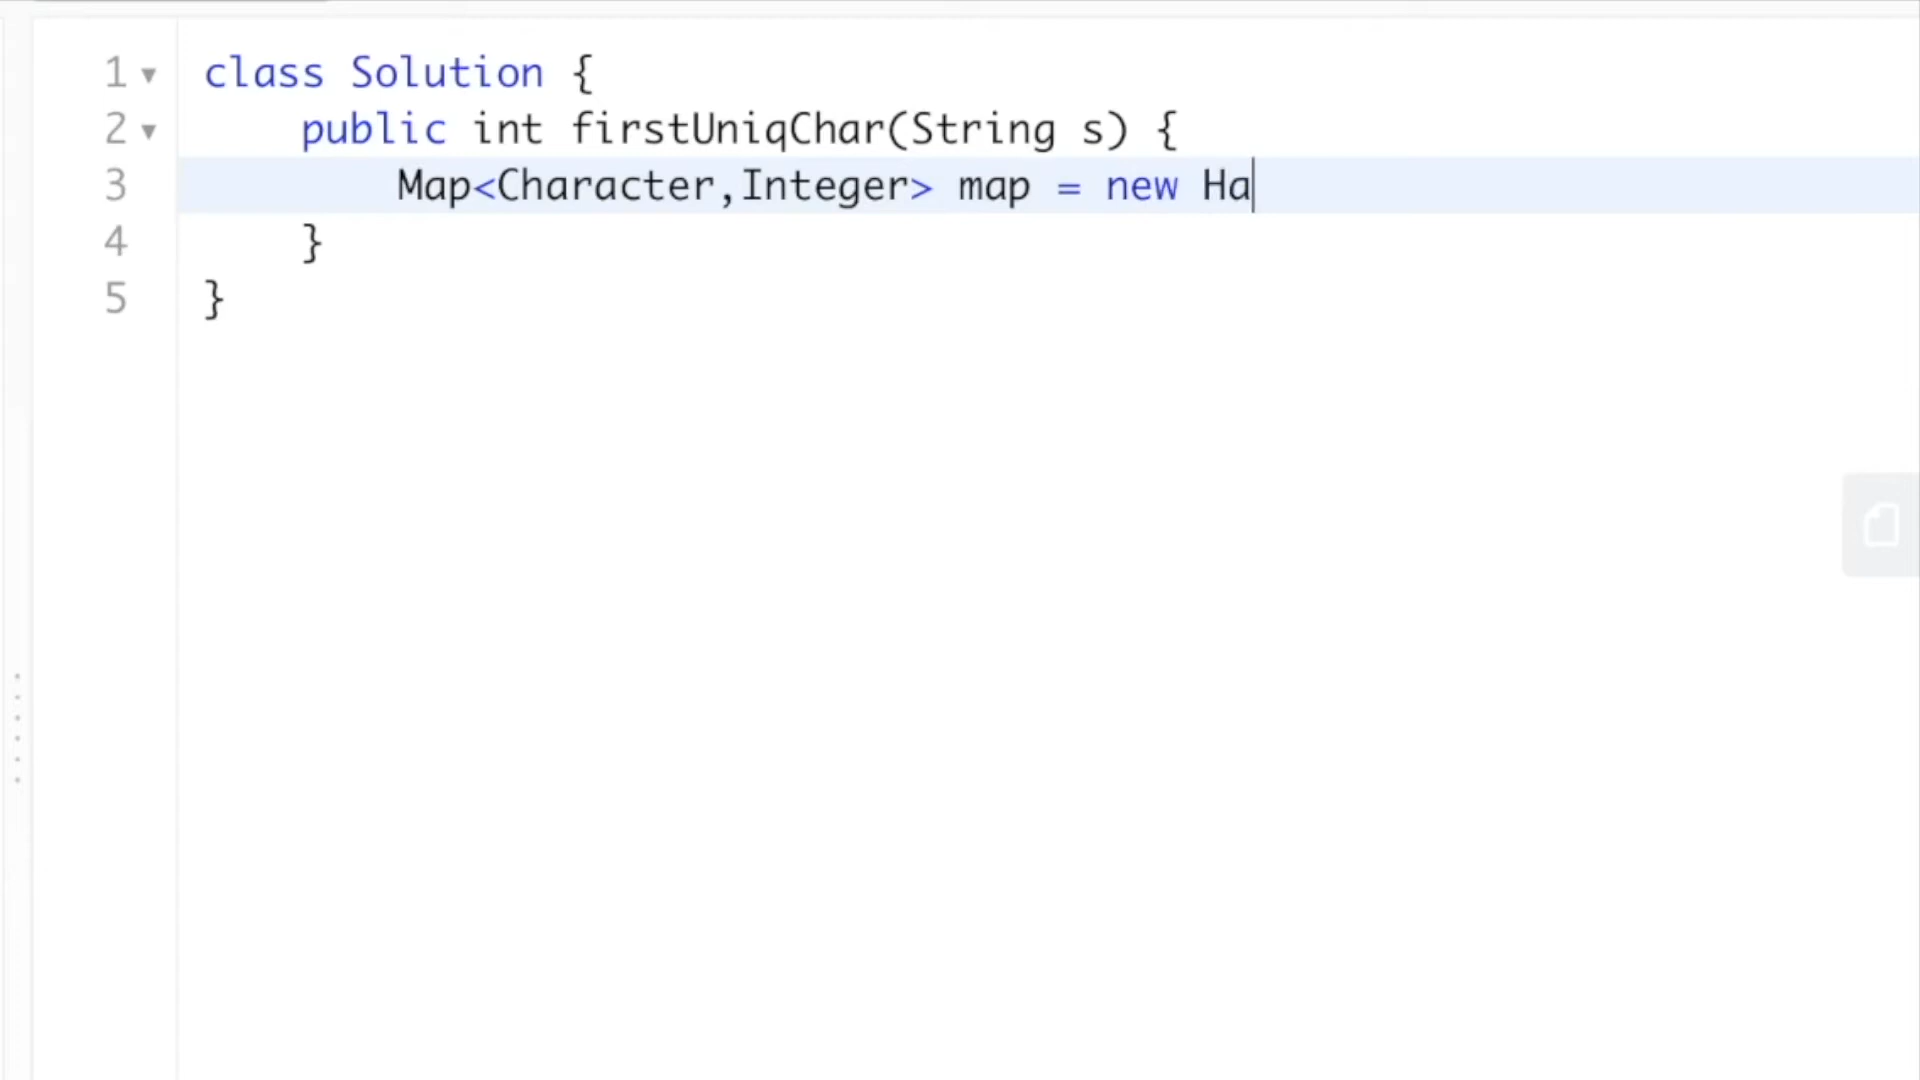 1 class Solution {
2     public int firstUniqChar(String s) {
3         Map<Character,Integer> map = new Ha
4     }
5 }